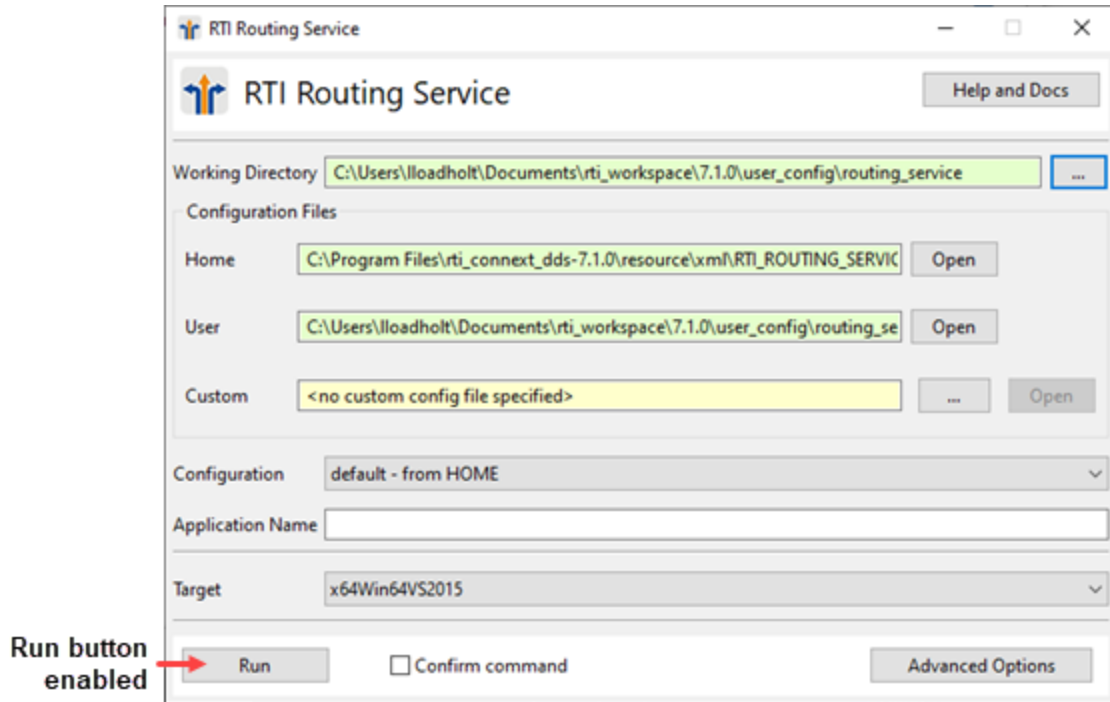 RTI Routing Service
RTI Routing Service
Help and Docs
Working Directory C:\Users\lloadholt\Documents\rti_workspace\7.1.0\user_config\routing_service ...
Configuration Files
Home C:\Program Files\rti_connext_dds-7.1.0\resource\xml\RTI_ROUTING_SERVIC Open
User C:\Users\lloadholt\Documents\rti_workspace\7.1.0\user_config\routing_se Open
Custom <no custom config file specified> ... Open
Configuration default - from HOME
Application Name
Target x64Win64VS2015
Run button
enabled
Run Confirm command Advanced Options